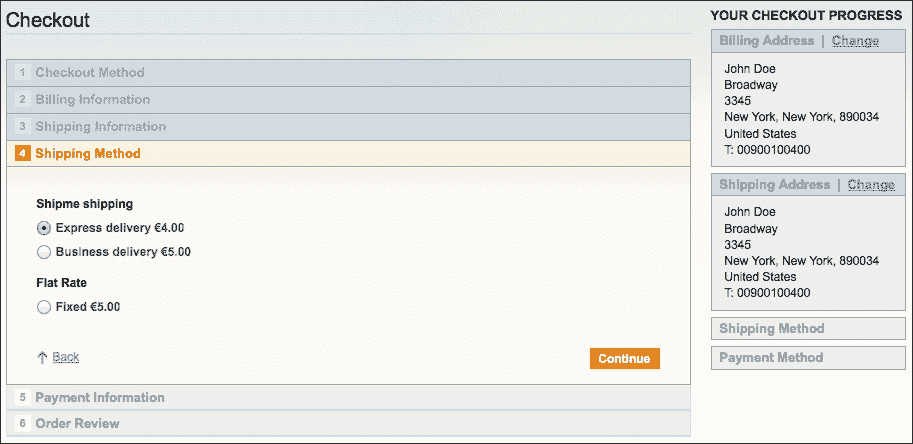 Checkout
1 Checkout Method
2 Billing Information
3 Shipping Information
4 Shipping Method
Shipme shipping
Express delivery €4.00
Business delivery €5.00
Flat Rate
Fixed €5.00
Back
Continue
5 Payment Information
6 Order Review
YOUR CHECKOUT PROGRESS
Billing Address | Change
John Doe
Broadway
3345
New York, New York, 890034
United States
T: 00900100400
Shipping Address | Change
John Doe
Broadway
3345
New York, New York, 890034
United States
T: 00900100400
Shipping Method
Payment Method